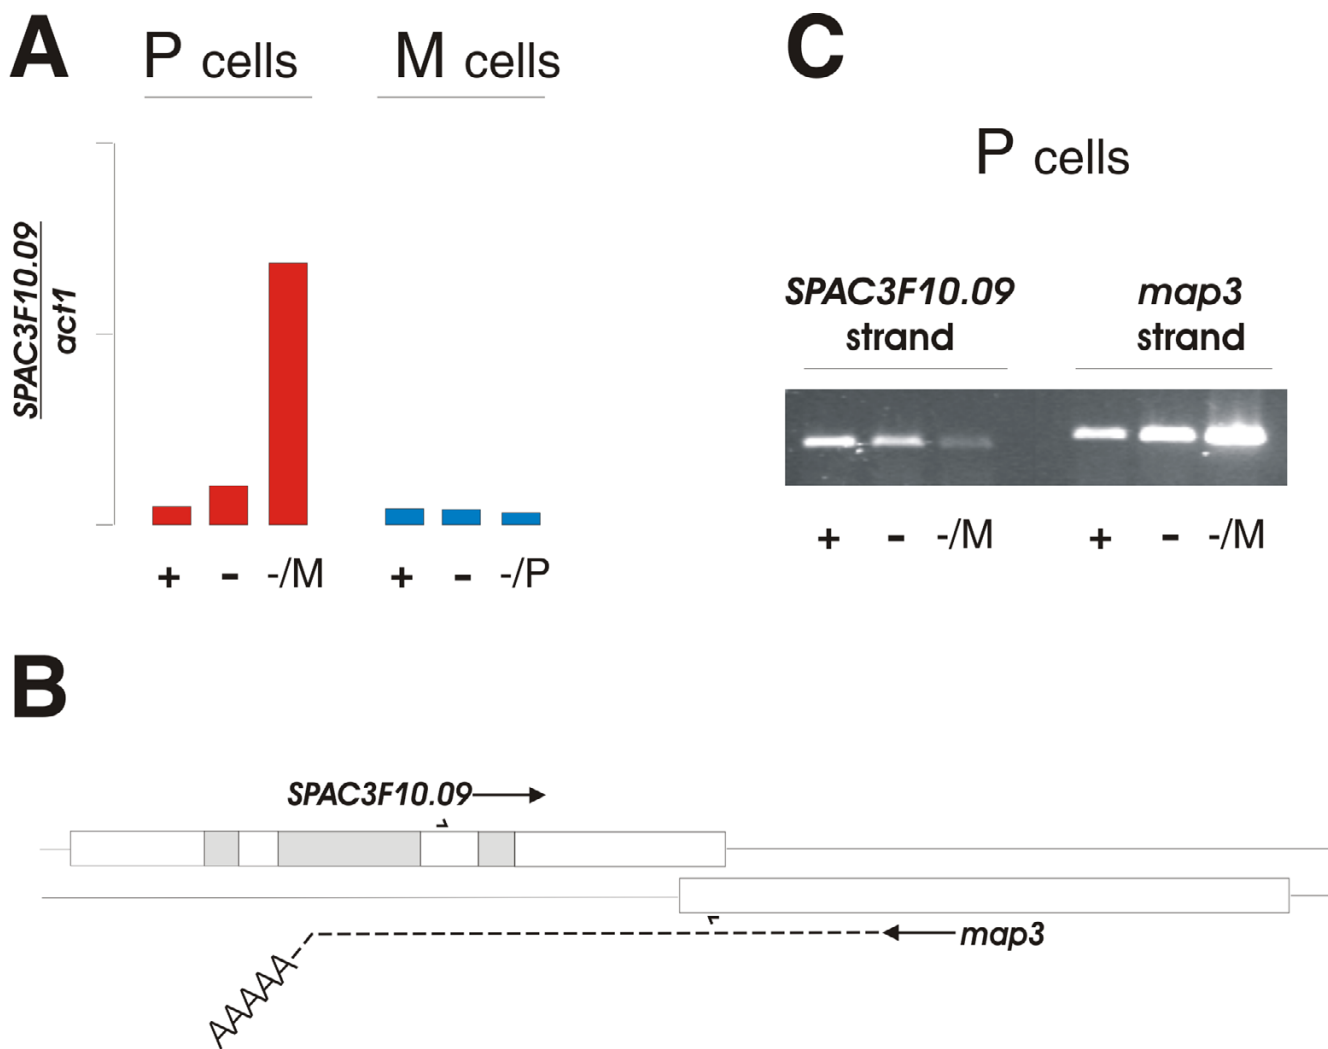 A
P cells
M cells
SPAC3F10.09
act1
+ - -/M + - -/P
C
P cells
SPAC3F10.09 map3
strand strand
+ - -/M + - -/M
B
SPAC3F10.09
map3
AAAAA